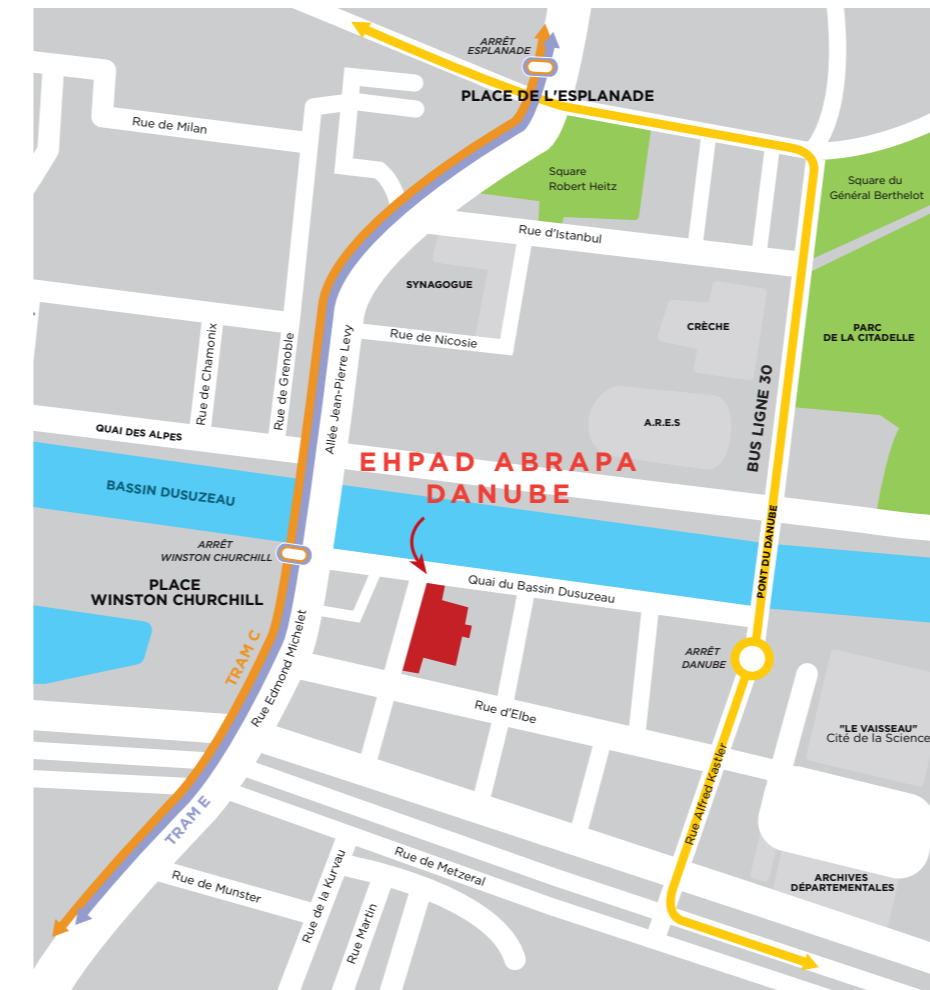 ARRÊT
ESPLANADE
PLACE DE L'ESPLANADE
Rue de Milan
Square
Robert Heitz
Square du
Général Berthelot
Rue d'Istanbul
SYNAGOGUE
CRÈCHE
PARC
DE LA CITADELLE
Rue de Nicosie
Rue de Chamonix
Rue de Grenoble
Allée Jean-Pierre Levy
BUS LIGNE 30
A.R.E.S
QUAI DES ALPES
EHPAD ABRAPA
DANUBE
BASSIN DUSUZEAU
PONT DU DANUBE
ARRÊT
WINSTON CHURCHILL
PLACE
WINSTON CHURCHILL
Quai du Bassin Dusuzeau
ARRÊT
DANUBE
TRAM C
Rue Edmond Michelet
Rue d'Elbe
"LE VAISSEAU"
Cité de la Science
Rue Alfred Kastler
TRAM E
Rue de Metzeral
Rue de Munster
Rue de la Kurvau
Rue Martin
ARCHIVES
DÉPARTEMENTALES